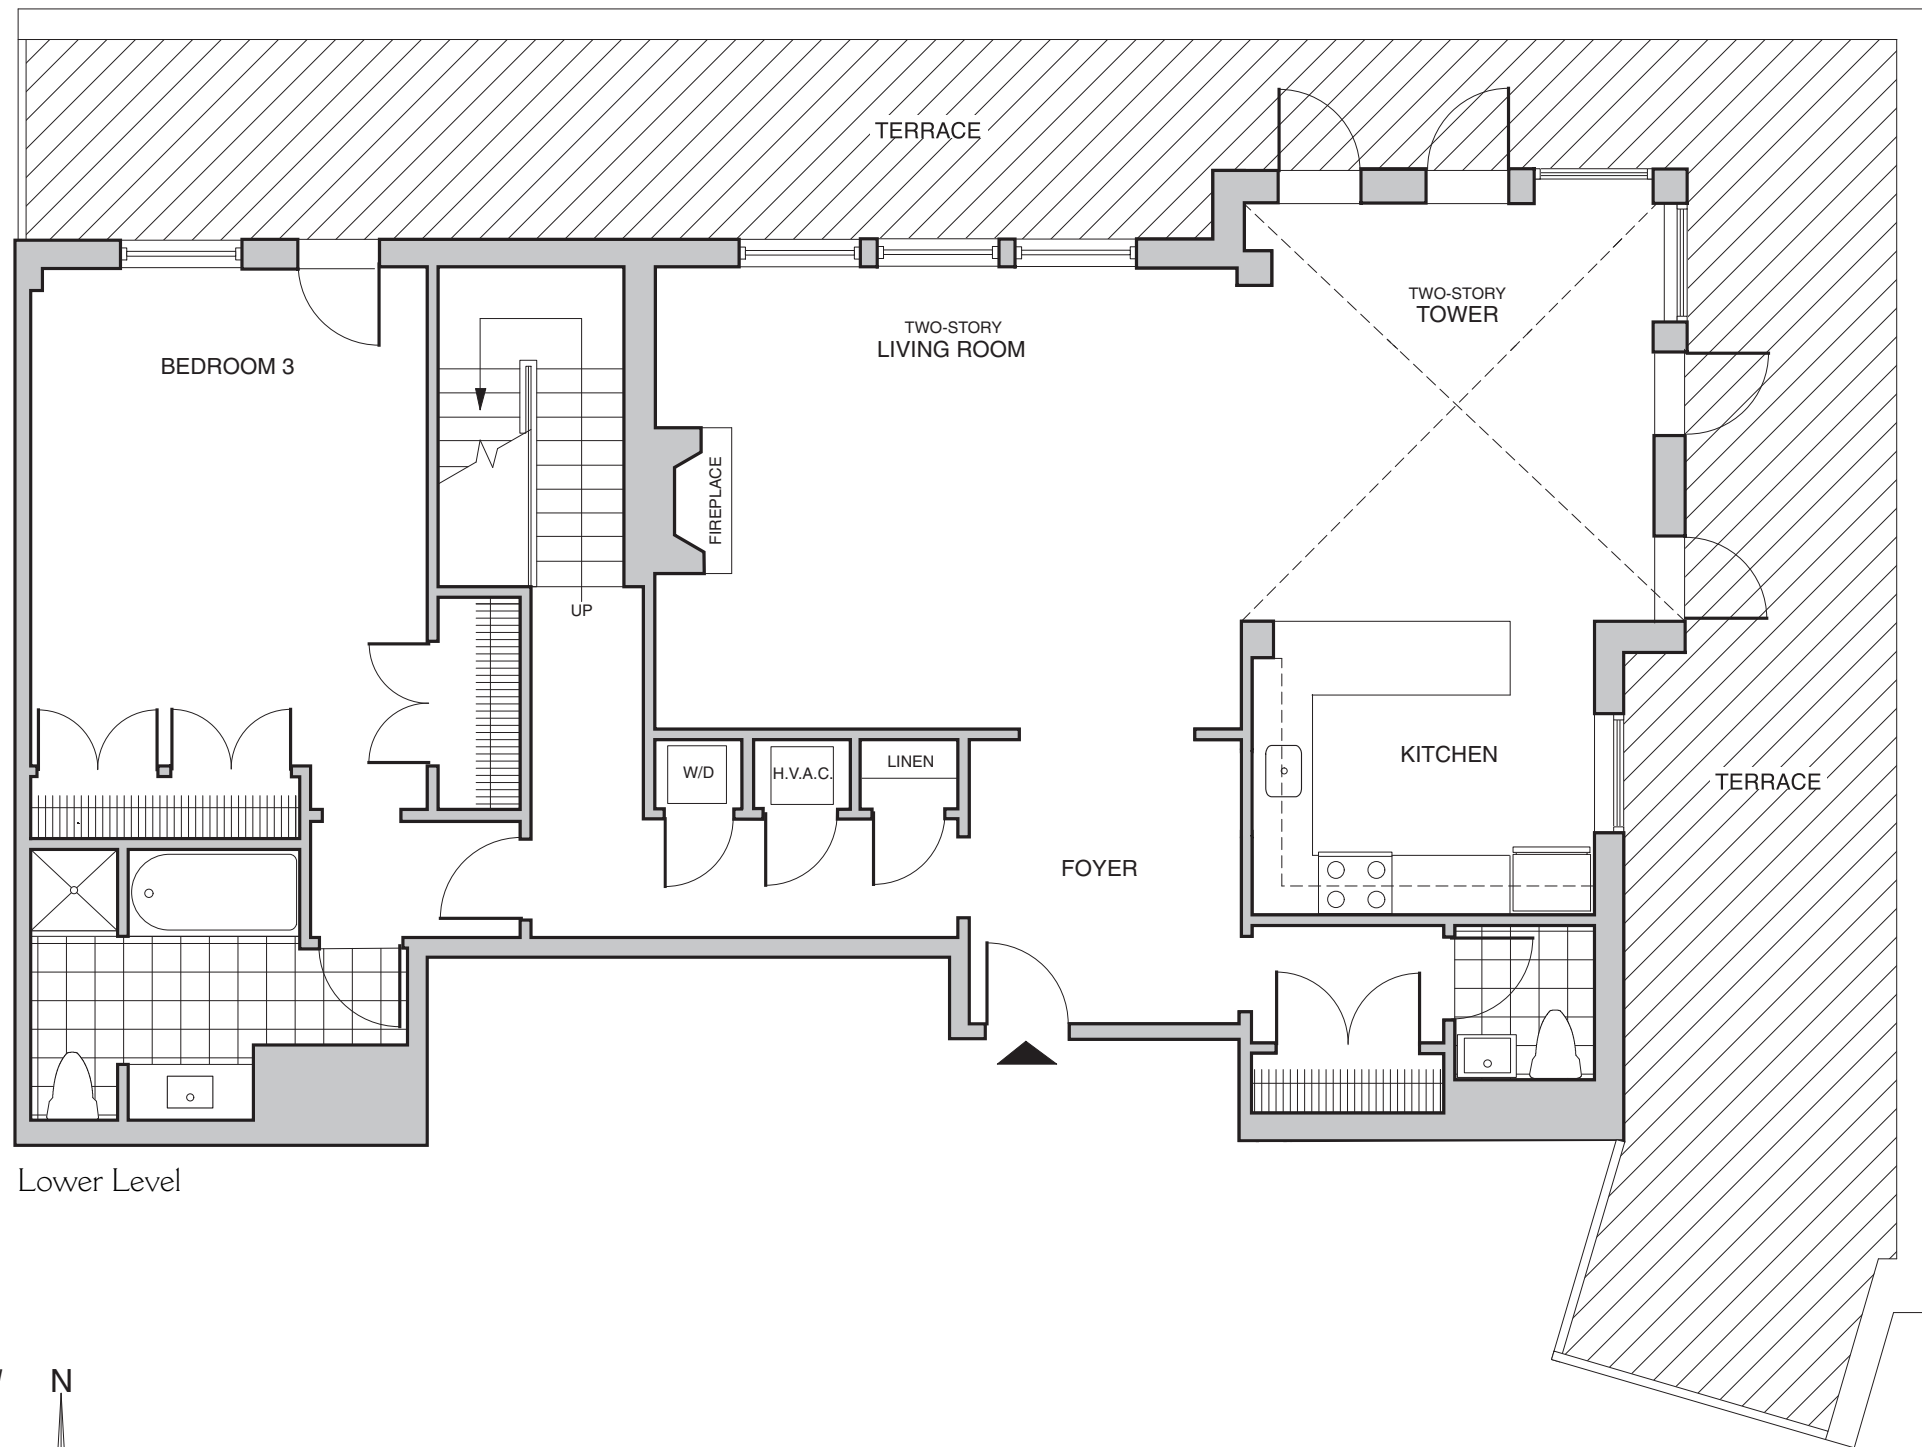 TERRACE
TWO-STORY
TOWER
TWO-STORY
LIVING ROOM
BEDROOM 3
FIREPLACE
UP
W/D
H.V.A.C.
LINEN
KITCHEN
TERRACE
FOYER
Lower Level
N